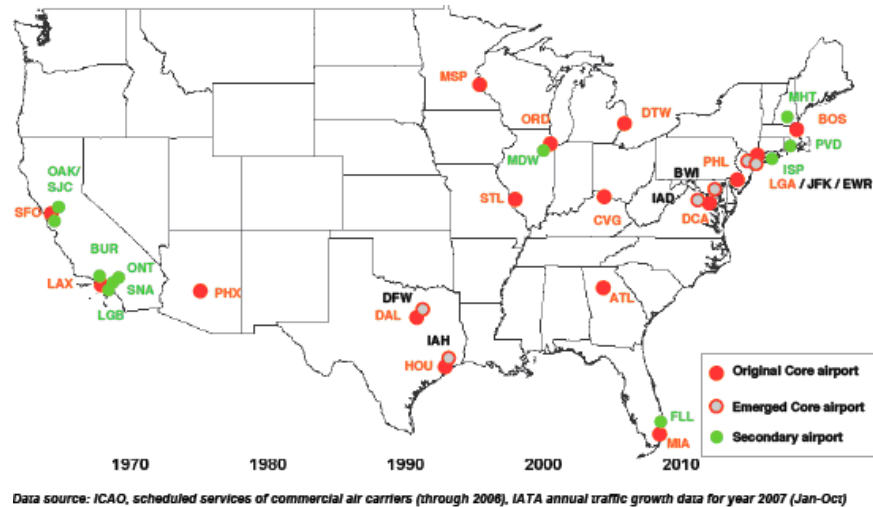 MSP
MHT
ORD
DTW
BOS
MDW
PHL
PVD
OAK/
SJC
BWI
ISP
STL
IAD
LGA / JFK / EWR
SFO
CVG
DCA
BUR
ONT
LAX
SNA
PHX
DFW
ATL
LGB
DAL
IAH
HOU
Original Core airport
Emerged Core airport
FLL
Secondary airport
MIA
1970 1980 1990 2000 2010
Data source: ICAO, scheduled services of commercial air carriers (through 2006), IATA annual traffic growth data for year 2007 (Jan-Oct)